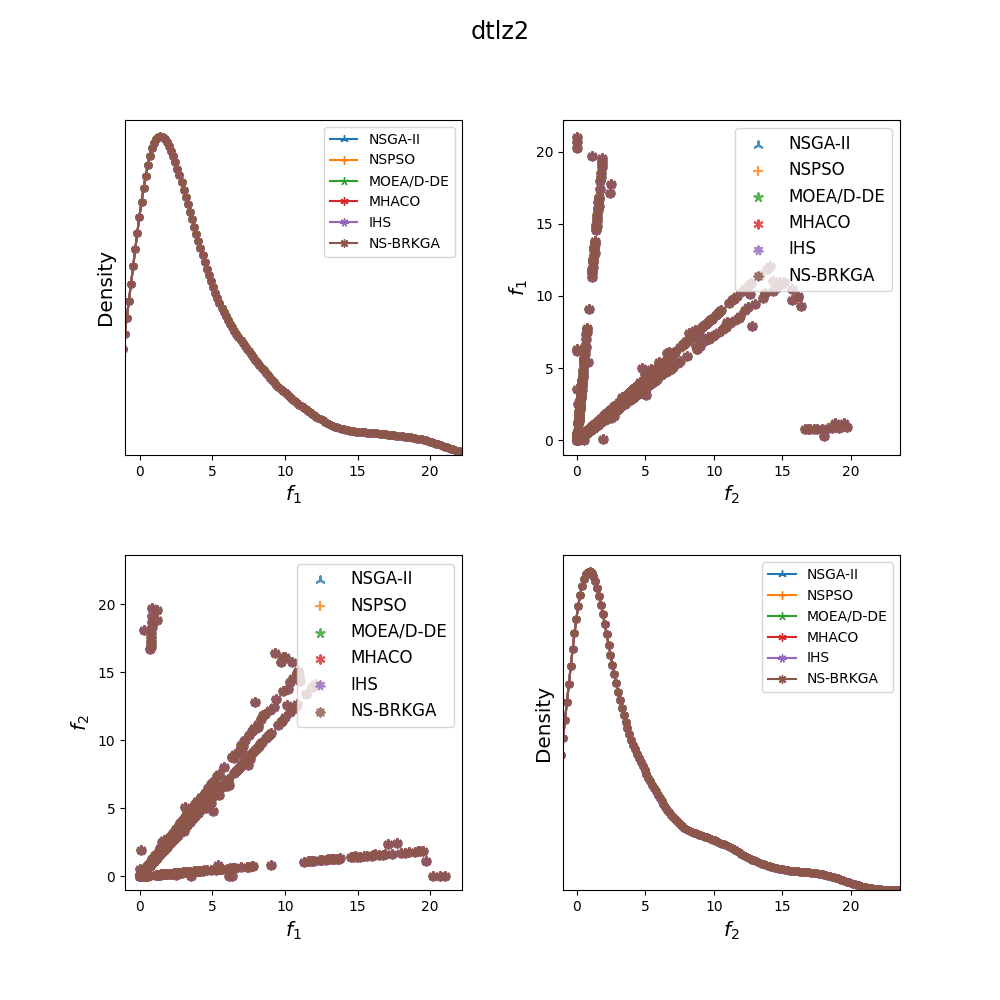 dtlz2
Density
NSGA-II
NSPSO
MOEA/D-DE
MHACO
IHS
NS-BRKGA
0 5 10 15 20
f1
f1
20
15
10
5
0
NSGA-II
NSPSO
MOEA/D-DE
MHACO
IHS
NS-BRKGA
0 5 10 15 20
f2
f2
20
15
10
5
0
NSGA-II
NSPSO
MOEA/D-DE
MHACO
IHS
NS-BRKGA
0 5 10 15 20
f1
Density
NSGA-II
NSPSO
MOEA/D-DE
MHACO
IHS
NS-BRKGA
0 5 10 15 20
f2